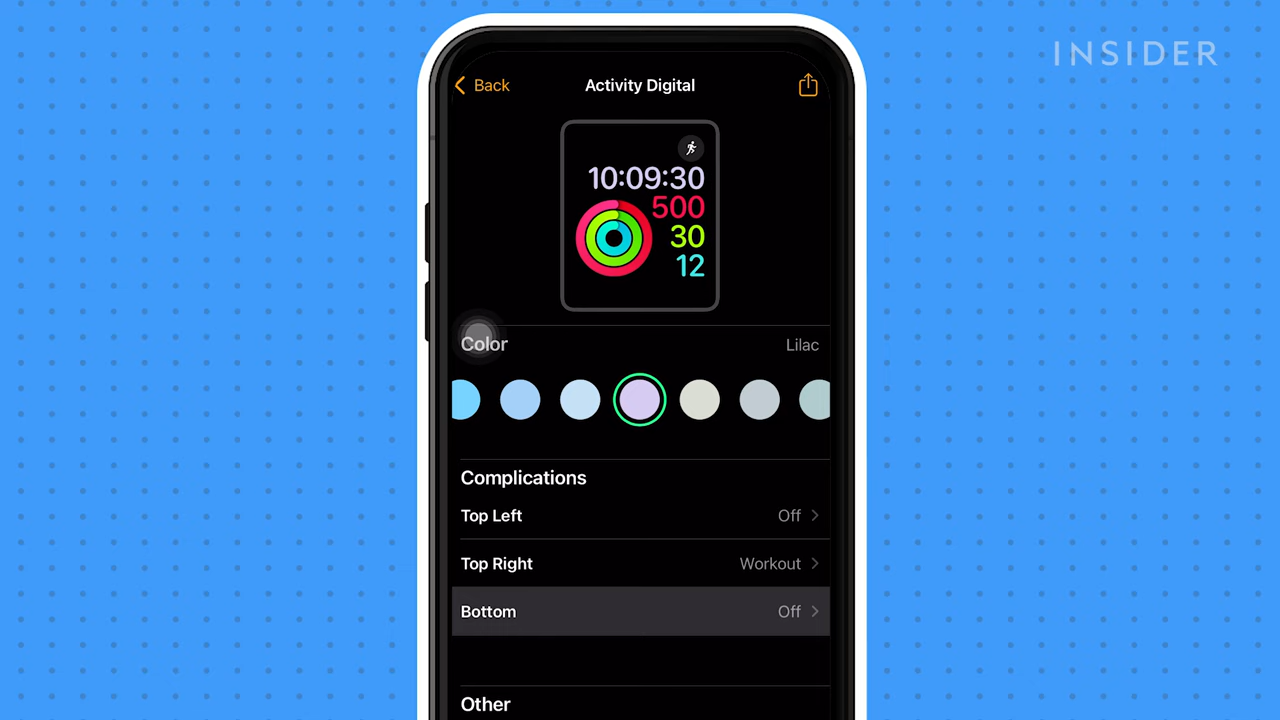 INSIDER
Back
Activity Digital
10:09:30
500
30
12
Color
Lilac
Complications
Top Left
Off
Top Right
Workout
Bottom
Off
Other